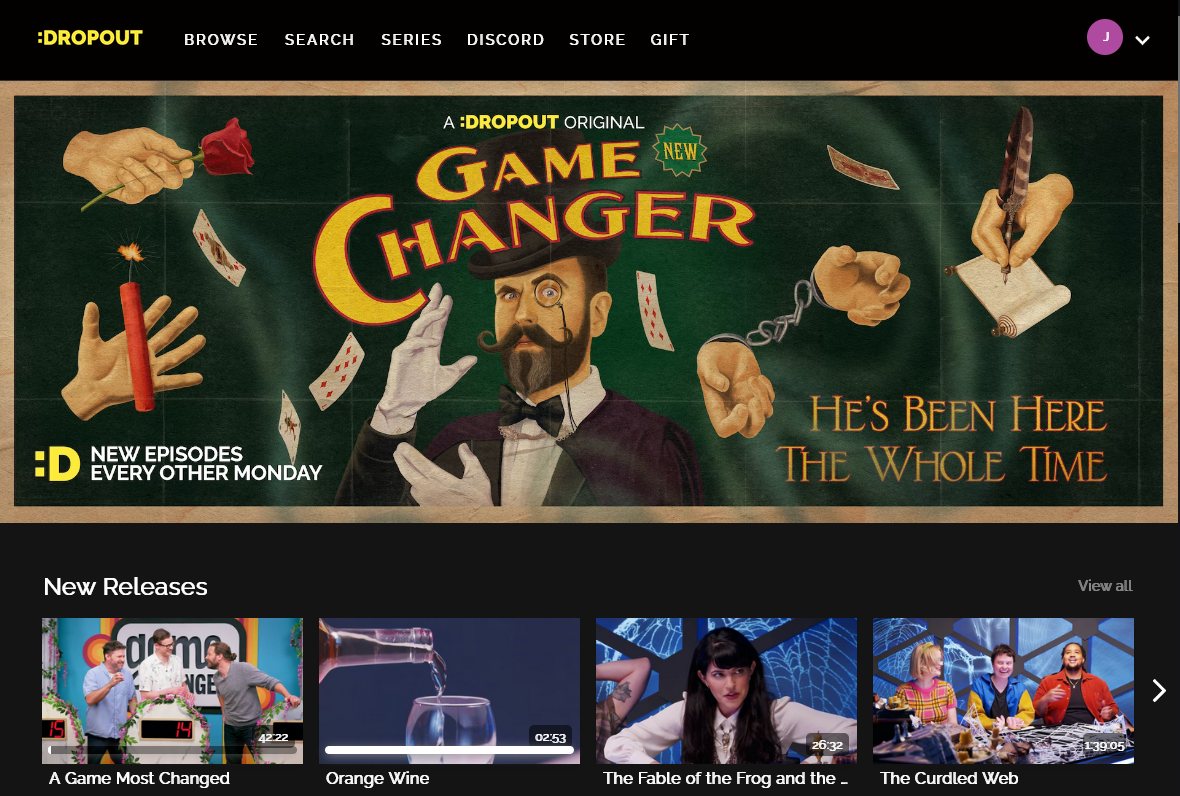 :DROPOUT
BROWSE
SEARCH
SERIES
DISCORD
STORE
GIFT
J
A :DROPOUT ORIGINAL
GAME
NEW
CHANGER
HE'S BEEN HERE
THE WHOLE TIME
:D
NEW EPISODES
EVERY OTHER MONDAY
New Releases
View all
game
15
14
42:22
02:53
26:32
1:39:05
A Game Most Changed
Orange Wine
The Fable of the Frog and the ...
The Curdled Web